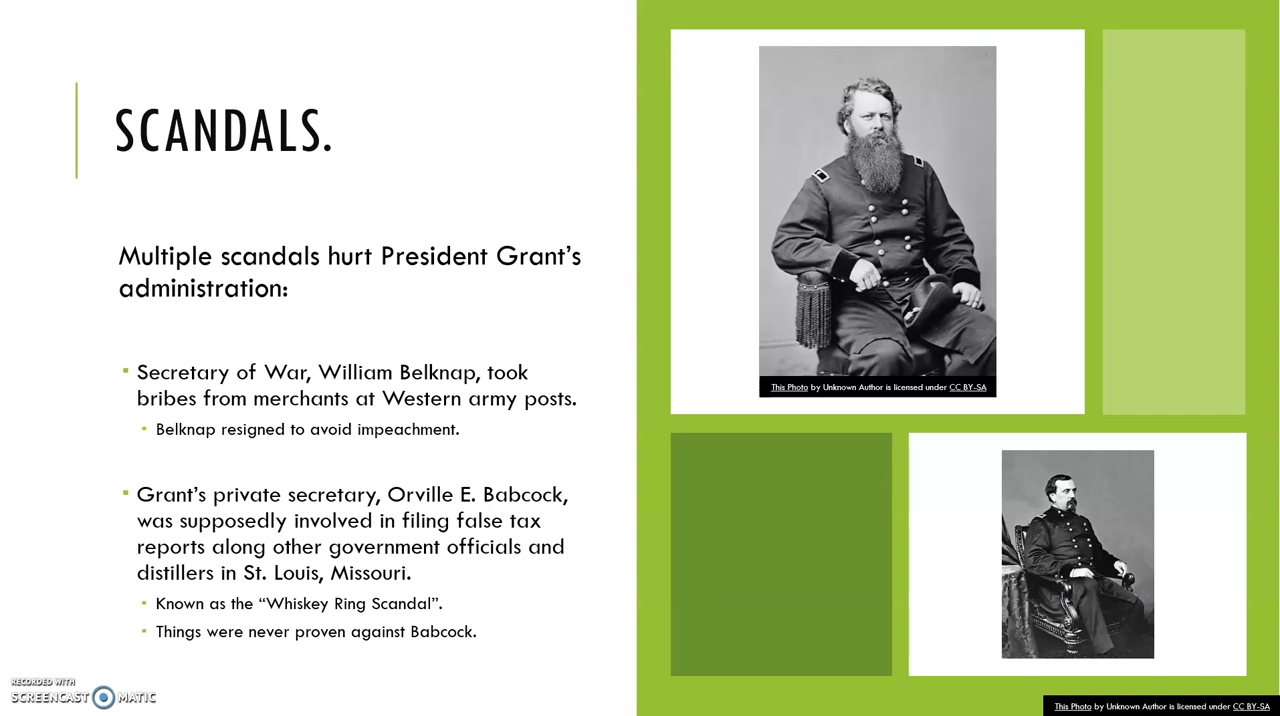 SCANDALS.
Multiple scandals hurt President Grant's
administration:
Secretary of War, William Belknap, took
bribes from merchants at Western army posts.
Belknap resigned to avoid impeachment.
Grant's private secretary, Orville E. Babcock,
was supposedly involved in filing false tax
reports along other government officials and
distillers in St. Louis, Missouri.
Known as the “Whiskey Ring Scandal”.
Things were never proven against Babcock.
This Photo by Unknown Author is licensed under CC BY-SA
This Photo by Unknown Author is licensed under CC BY-SA
RECORDED WITH
SCREENCAST MATIC